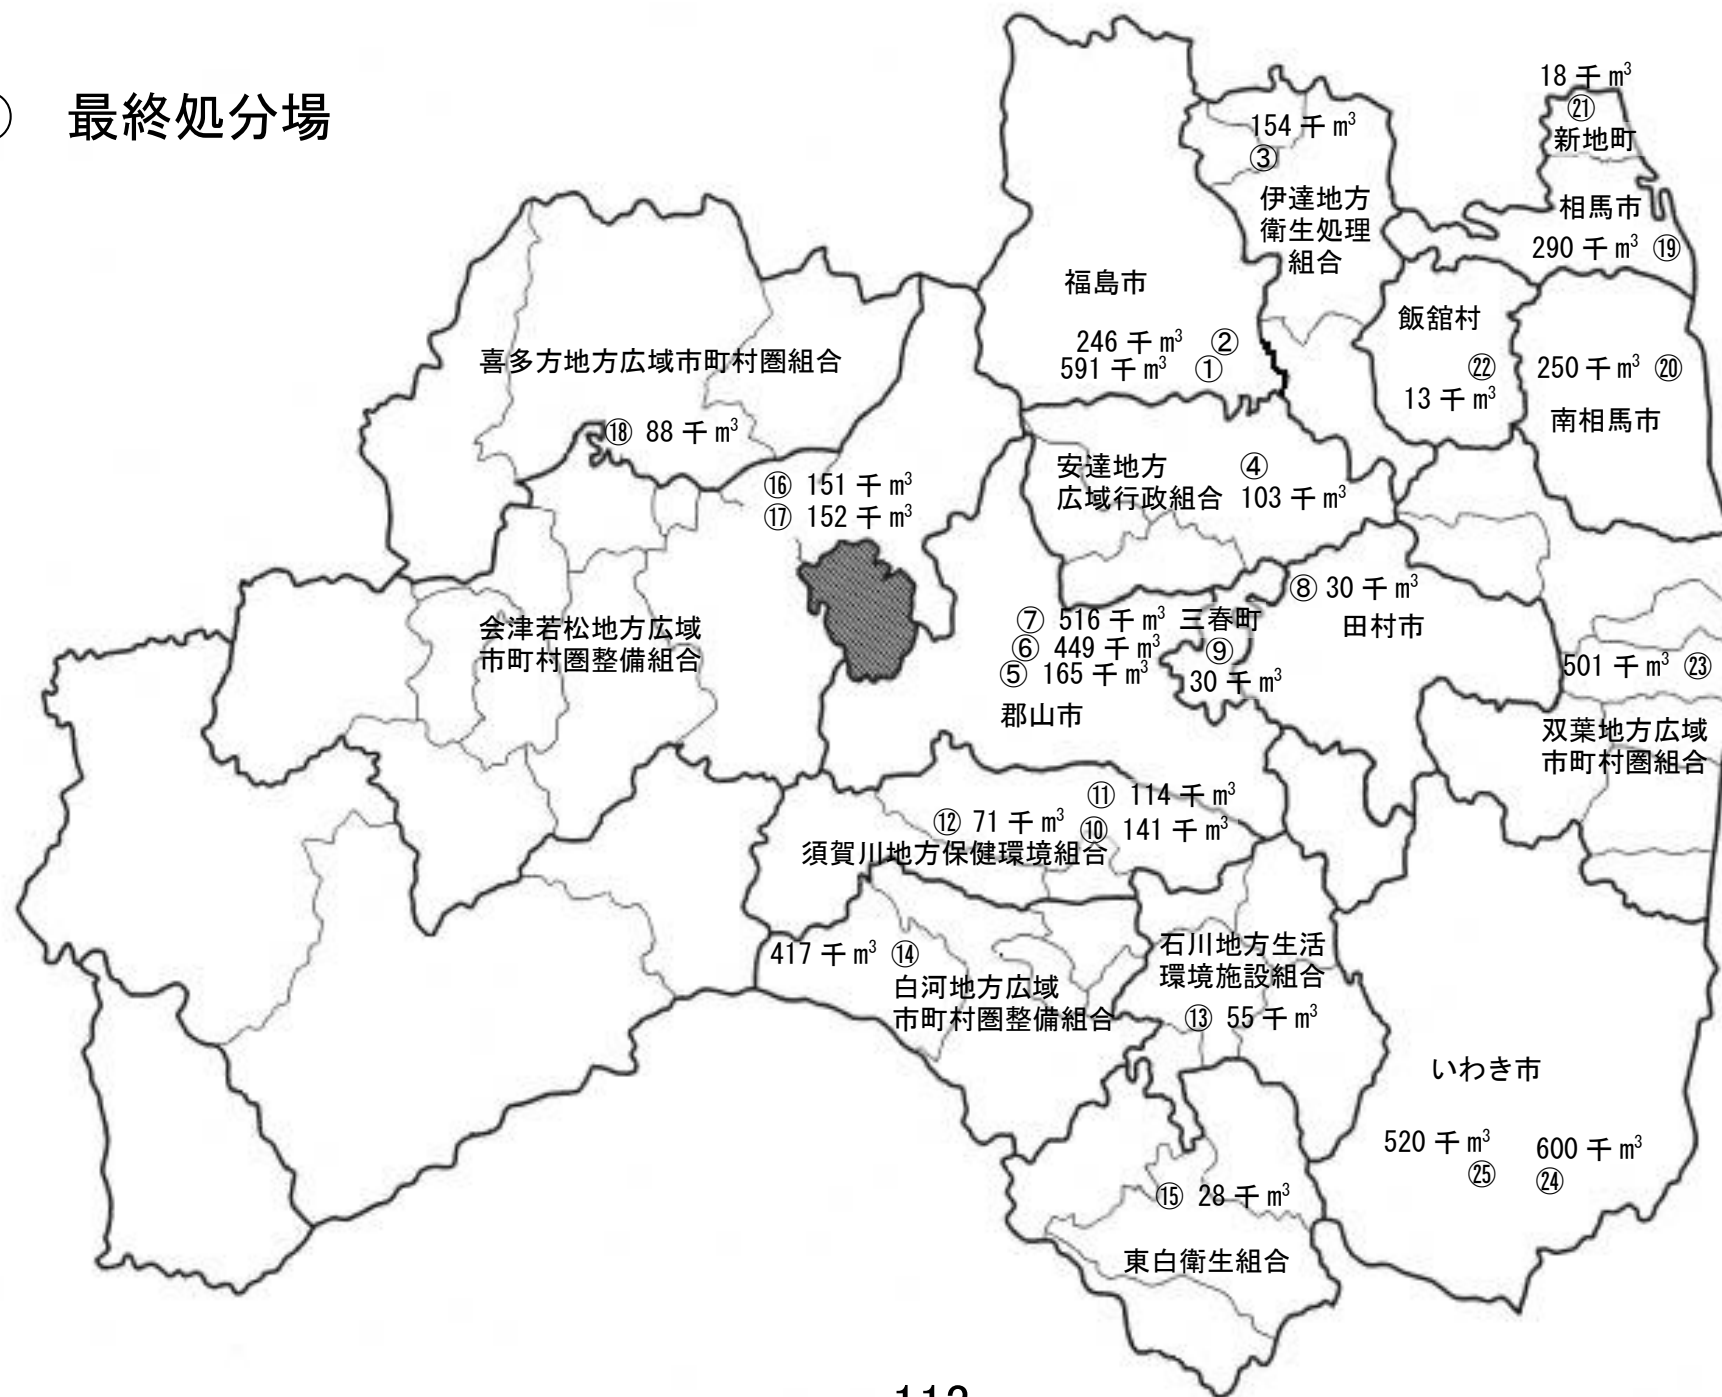 最終処分場
18 千㎥
㉑
新地町
154 千㎥
③
伊達地方
衛生処理
組合
相馬市
290 千㎥ ⑲
福島市
246 千㎥ ②
591 千㎥ ①
飯舘村
㉒
13 千㎥
250 千㎥ ⑳
南相馬市
喜多方地方広域市町村圏組合
⑱ 88 千㎥
⑯ 151 千㎥
⑰ 152 千㎥
安達地方 ④
広域行政組合 103 千㎥
⑧ 30 千㎥
田村市
会津若松地方広域
市町村圏整備組合
⑦ 516 千㎥
⑥ 449 千㎥
⑤ 165 千㎥
郡山市
三春町
⑨
30 千㎥
501 千㎥ ㉓
双葉地方広域
市町村圏組合
⑪ 114 千㎥
⑫ 71 千㎥ ⑩ 141 千㎥
須賀川地方保健環境組合
417 千㎥ ⑭
白河地方広域
市町村圏整備組合
石川地方生活
環境施設組合
⑬ 55 千㎥
いわき市
520 千㎥ 600 千㎥
㉕ ㉔
⑮ 28 千㎥
東白衛生組合